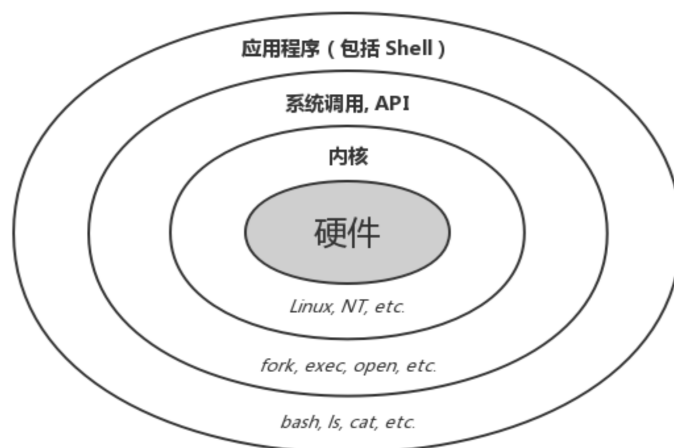 应用程序（包括 Shell）
系统调用, API
内核
硬件
Linux, NT, etc.
fork, exec, open, etc.
bash, ls, cat, etc.